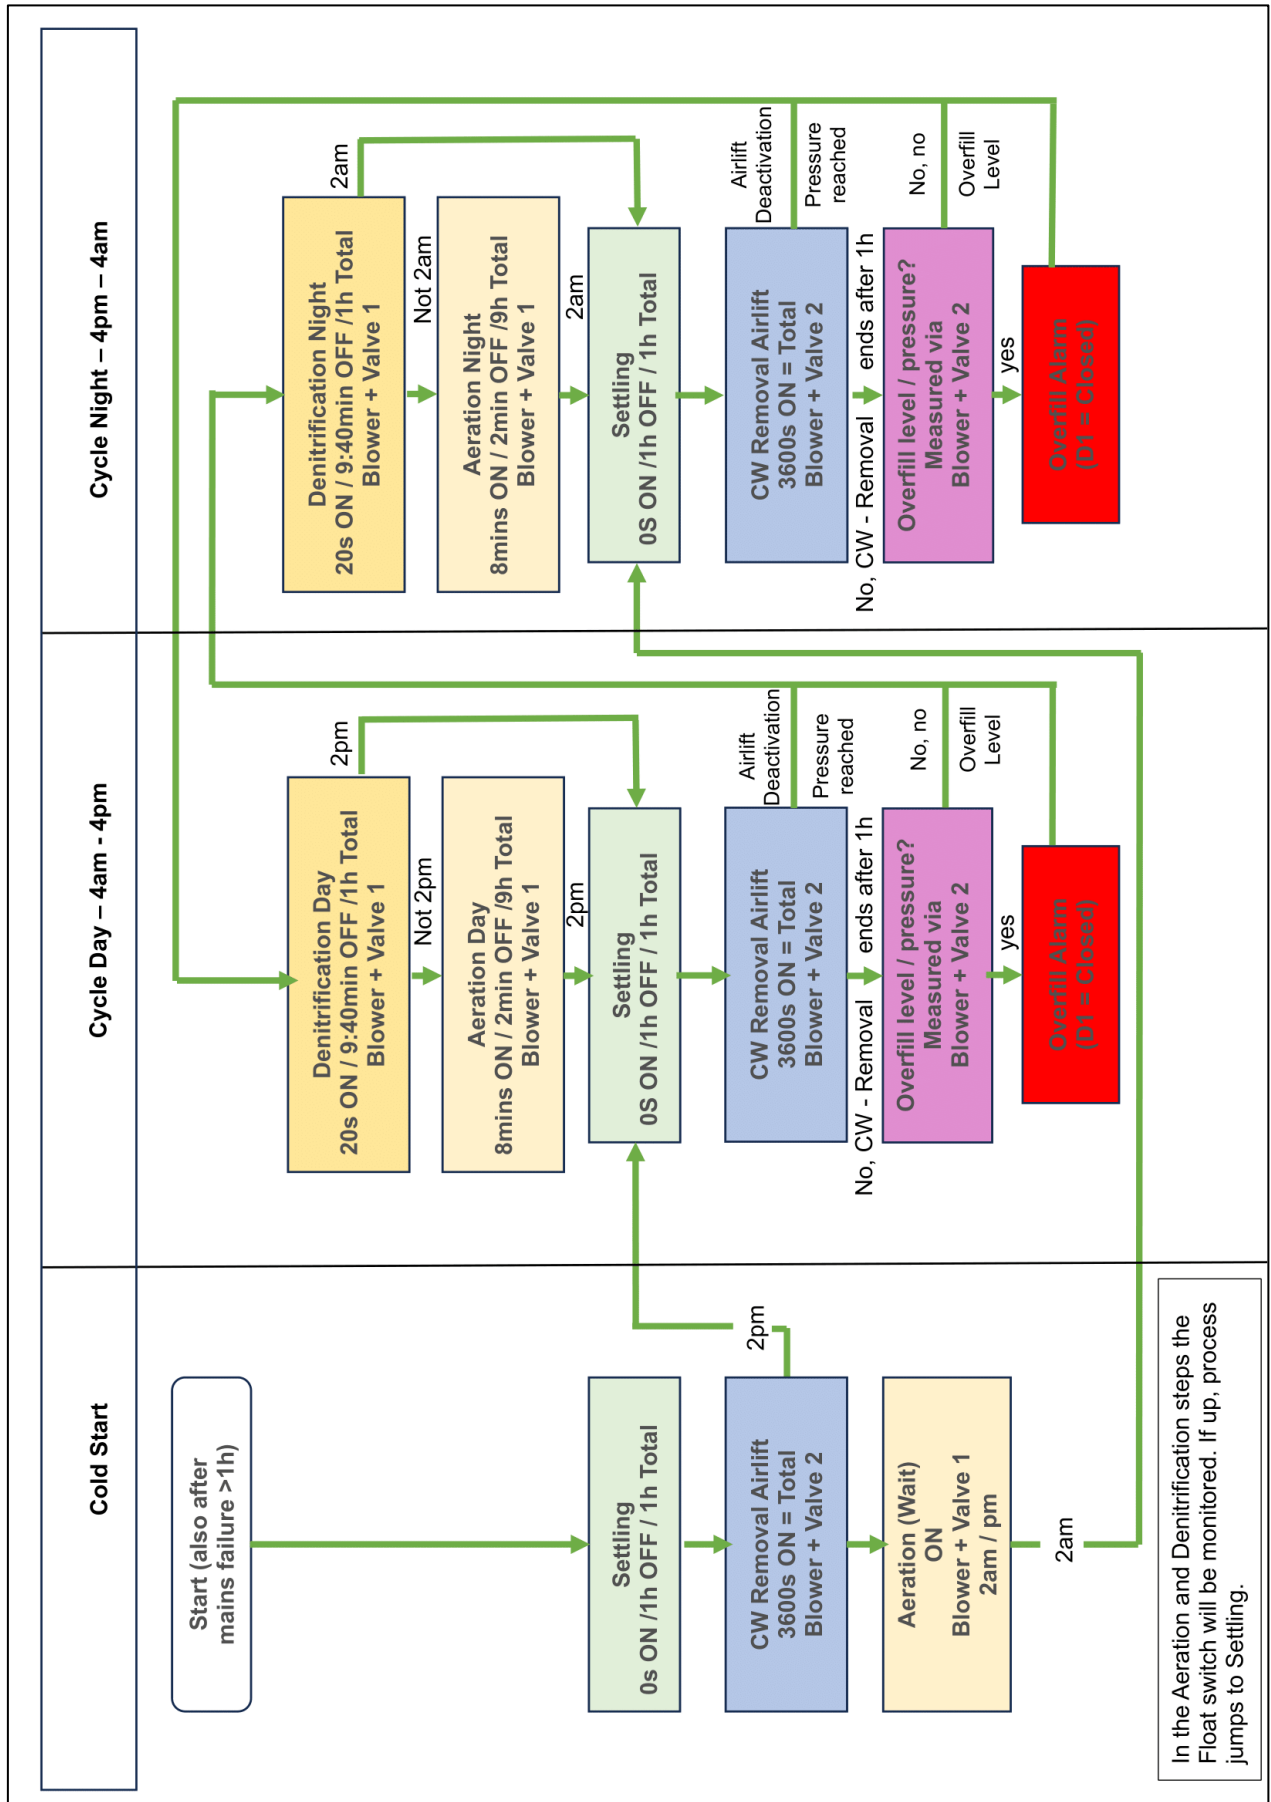 Cold Start
Start (also after
mains failure >1h)
Settling
0s ON /1h OFF / 1h Total
CW Removal Airlift
3600s ON = Total
Blower + Valve 2
2pm
Aeration (Wait)
ON
Blower + Valve 1
2am / pm
2am
In the Aeration and Denitrification steps the
Float switch will be monitored. If up, process
jumps to Settling.
Cycle Day – 4am - 4pm
Denitrification Day
20s ON / 9:40min OFF /1h Total
Blower + Valve 1
2pm
Not 2pm
Aeration Day
8mins ON / 2min OFF /9h Total
Blower + Valve 1
2pm
Settling
0S ON /1h OFF / 1h Total
CW Removal Airlift
3600s ON = Total
Blower + Valve 2
Airlift
Deactivation
Pressure
reached
No, CW - Removal ends after 1h
Overfill level / pressure?
Measured via
Blower + Valve 2
No, no
Overfill
Level
yes
Overfill Alarm
(D1 = Closed)
Cycle Night – 4pm – 4am
Denitrification Night
20s ON / 9:40min OFF /1h Total
Blower + Valve 1
2am
Not 2am
Aeration Night
8mins ON / 2min OFF /9h Total
Blower + Valve 1
2am
Settling
0S ON /1h OFF / 1h Total
CW Removal Airlift
3600s ON = Total
Blower + Valve 2
Airlift
Deactivation
Pressure
reached
No, CW - Removal ends after 1h
Overfill level / pressure?
Measured via
Blower + Valve 2
No, no
Overfill
Level
yes
Overfill Alarm
(D1 = Closed)